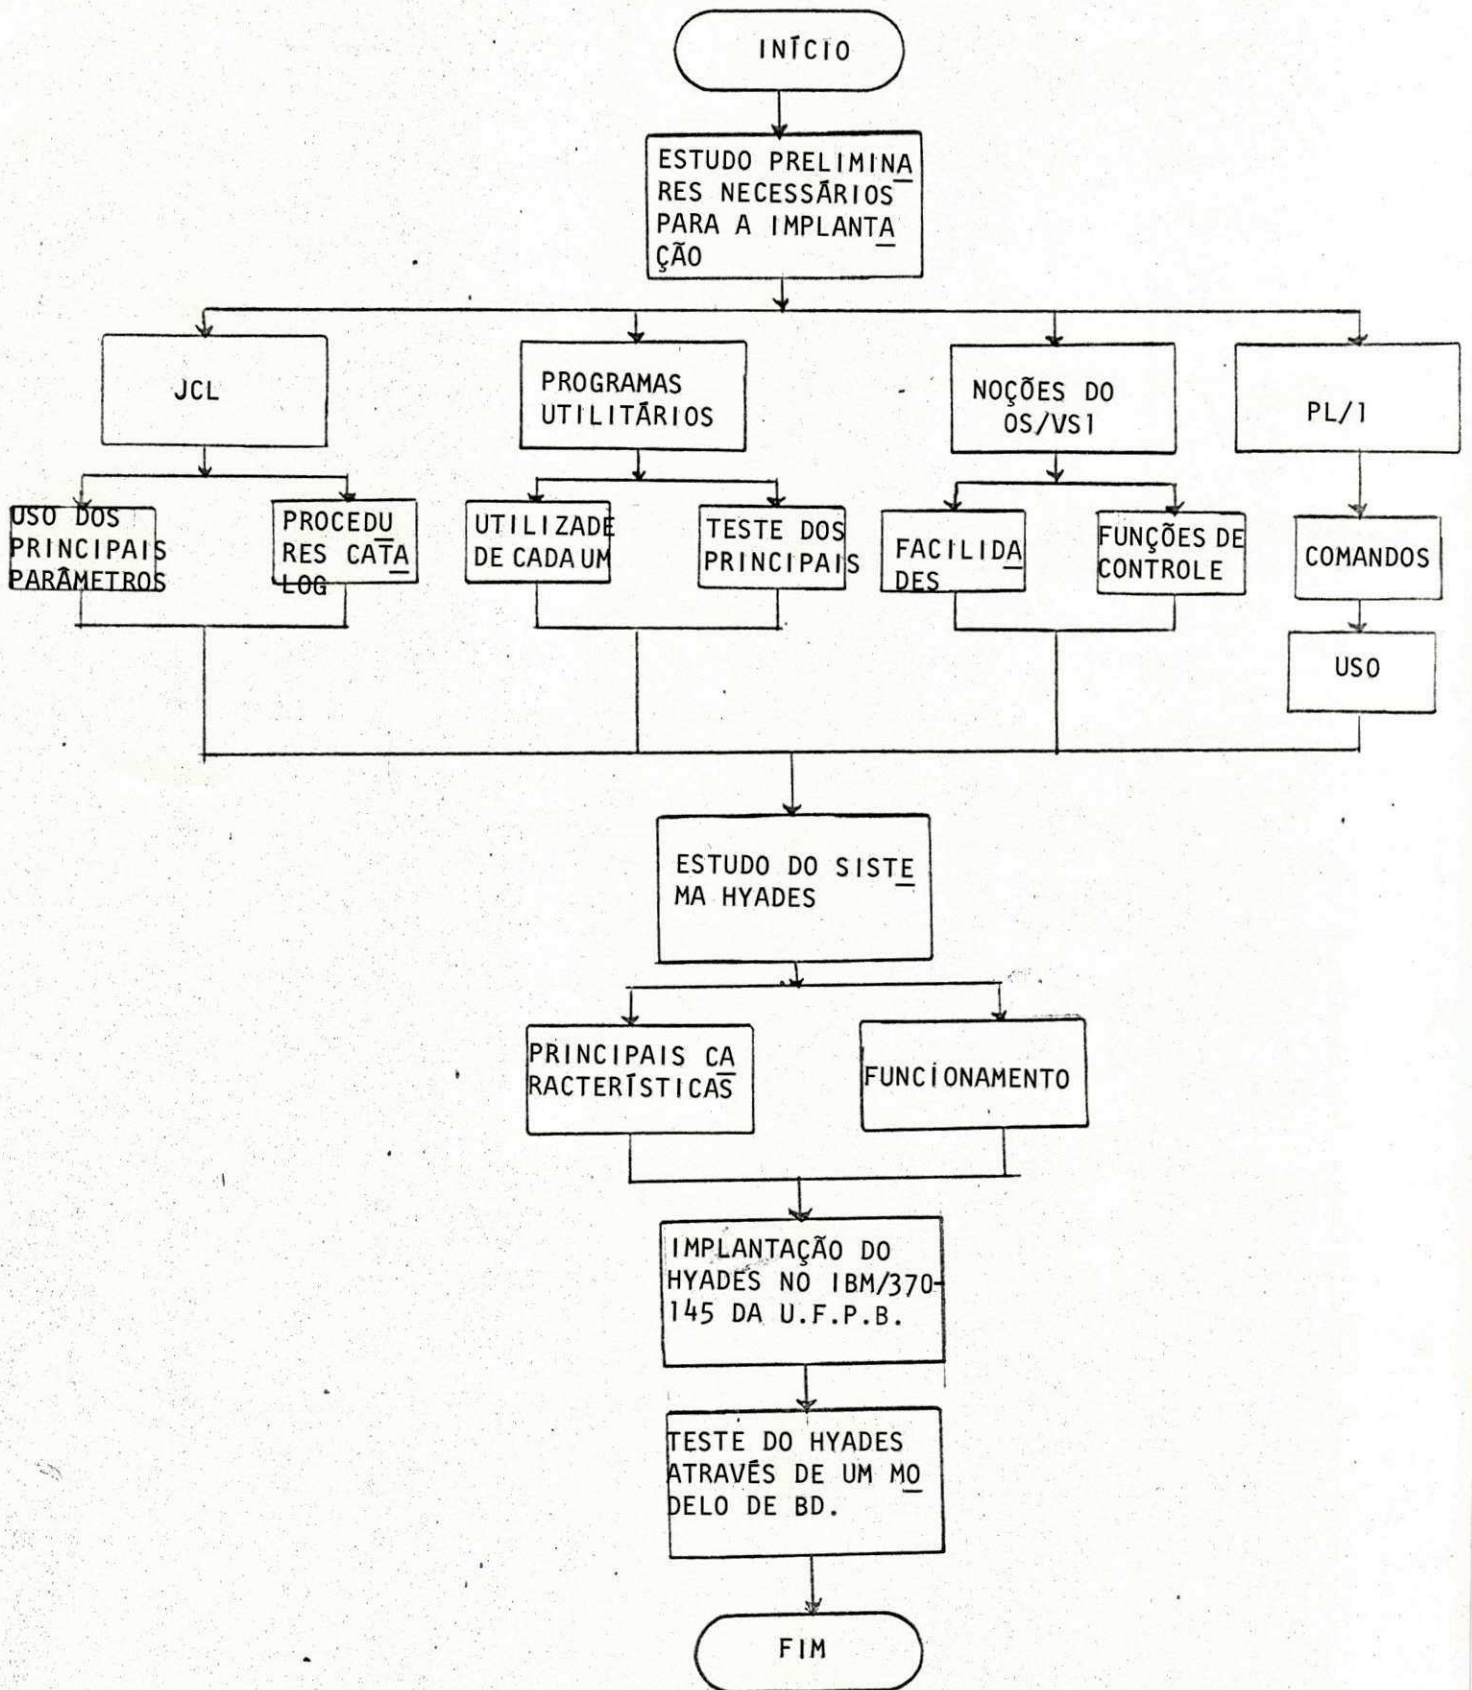 INÍCIO
ESTUDO PRELIMINA
RES NECESSÁRIOS
PARA A IMPLANTA
ÇÃO
JCL
PROGRAMAS
UTILITÁRIOS
NOÇÕES DO
OS/VS1
PL/1
USO DOS
PRINCIPAIS
PARÂMETROS
PROCEDU
RES CATA
LOG
UTILIZADE
DE CADA UM
TESTE DOS
PRINCIPAIS
FACILIDA
DES
FUNÇÕES DE
CONTROLE
COMANDOS
USO
ESTUDO DO SISTE
MA HYADES
PRINCIPAIS CA
RACTERÍSTICAS
FUNCIONAMENTO
IMPLANTAÇÃO DO
HYADES NO IBM/370-
145 DA U.F.P.B.
TESTE DO HYADES
ATRAVÉS DE UM MO
DELO DE BD.
FIM